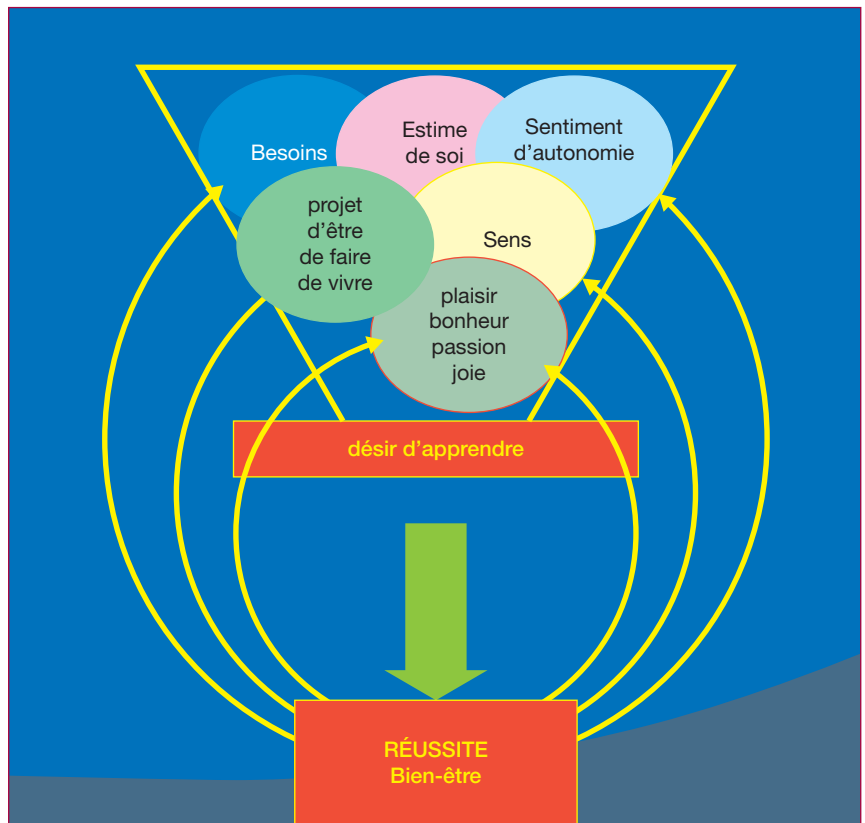 Besoins
Estime
de soi
Sentiment
d’autonomie
projet
d’être
de faire
de vivre
Sens
plaisir
bonheur
passion
joie
désir d’apprendre
RÉUSSITE
Bien-être